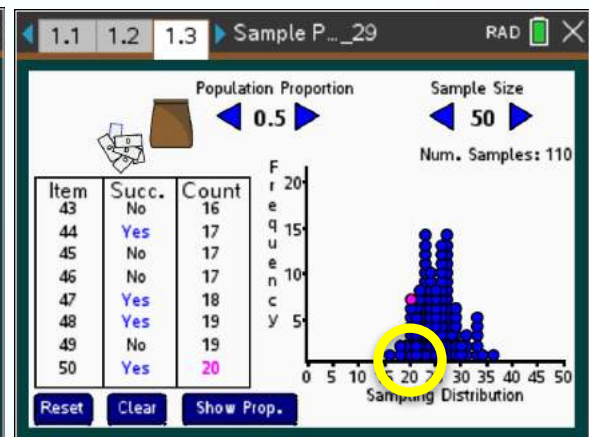 1.1 1.2 1.3 Sample P..._29 RAD
Population Proportion
0.5
Sample Size
50
Num. Samples: 110
Item Succ. Count
43 No 16
44 Yes 17
45 No 17
46 No 17
47 Yes 18
48 Yes 19
49 No 19
50 Yes 20
Reset Clear Show Prop.
Frequency
20
15
10
5
0 5 10 15 20 25 30 35 40 45 50
Sampling Distribution